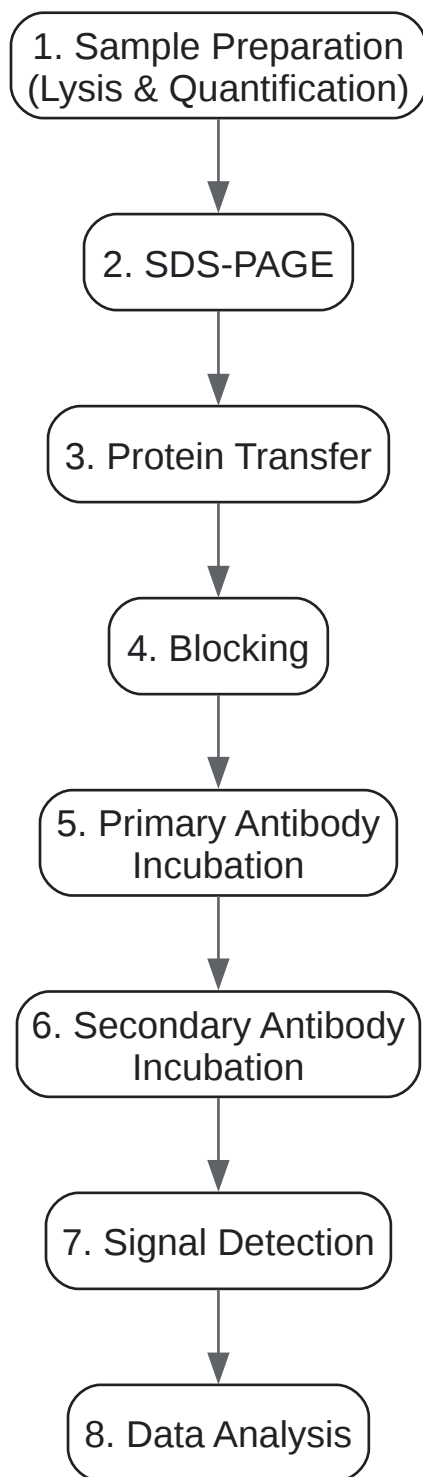 1. Sample Preparation
(Lysis & Quantification)
2. SDS-PAGE
3. Protein Transfer
4. Blocking
5. Primary Antibody
Incubation
6. Secondary Antibody
Incubation
7. Signal Detection
8. Data Analysis